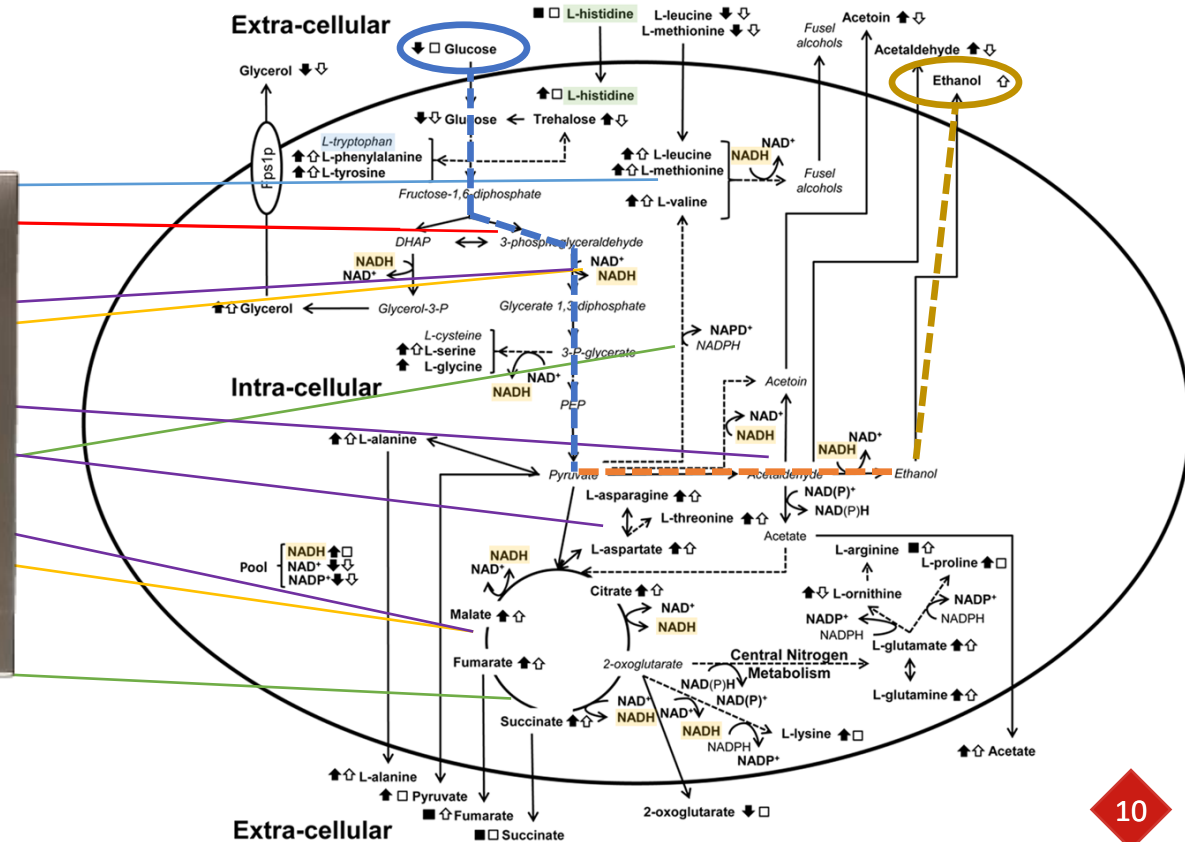 Extra-cellular
Glucose
L-histidine
L-leucine
L-methionine
Fusel
alcohols
Acetoin
Acetaldehyde
Ethanol
Glycerol
L-histidine
Glucose
Trehalose
L-tryptophan
L-phenylalanine
L-tyrosine
Fps1p
L-leucine
L-methionine
L-valine
NADH
NAD+
Fusel
alcohols
Fructose-1,6-diphosphate
DHAP
3-phosphoglyceraldehyde
NADH
NAD+
NAD+
NADH
Glycerol
Glycerol-3-P
Glycerate 1,3 diphosphate
L-cysteine
L-serine
L-glycine
3-P-glycerate
NAD+
NADH
NAPD+
NADPH
Intra-cellular
PEP
Acetoin
NAD+
NADH
L-alanine
Pyruvate
Acetaldehyde
NADH
NAD+
Ethanol
L-asparagine
L-threonine
L-aspartate
NAD(P)+
NAD(P)H
Acetate
Pool
NADH
NAD+
NADP+
NADH
NAD+
Citrate
NAD+
NADH
Malate
Fumarate
Succinate
NAD+
NADH
2-oxoglutarate
Central Nitrogen
Metabolism
NAD(P)H
NAD(P)+
NAD+
NADH
NADPH
NADP+
L-lysine
L-arginine
L-proline
L-ornithine
NADP+
NADPH
NADP+
NADPH
L-glutamate
L-glutamine
Acetate
L-alanine
Pyruvate
Fumarate
Succinate
2-oxoglutarate
Extra-cellular
10